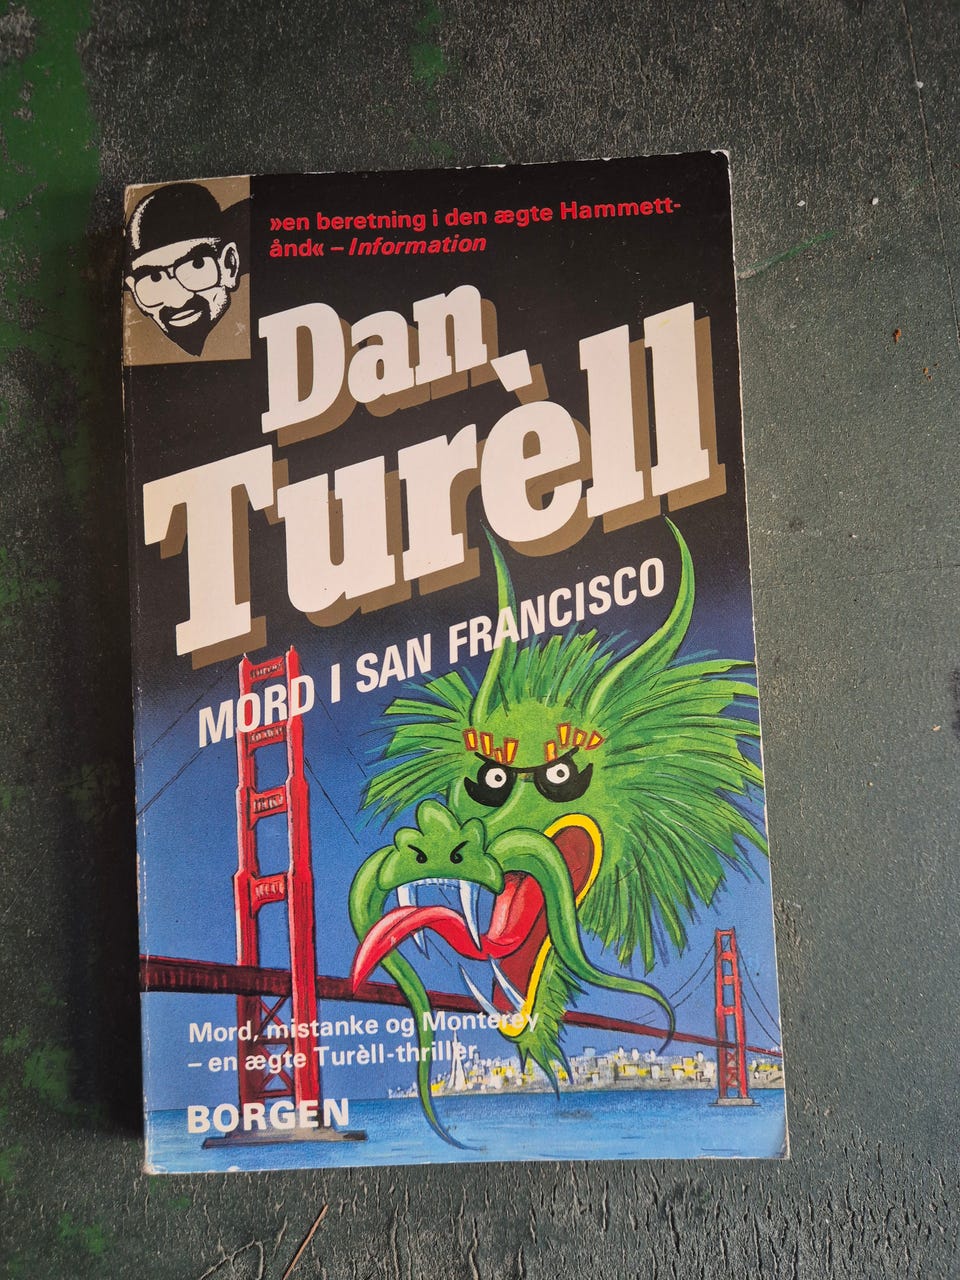 »en beretning i den ægte Hammett-
ånd« – Information
Dan
Turèll
MORD I SAN FRANCISCO
Mord, mistanke og Monterey
– en ægte Turèll-thriller
BORGEN